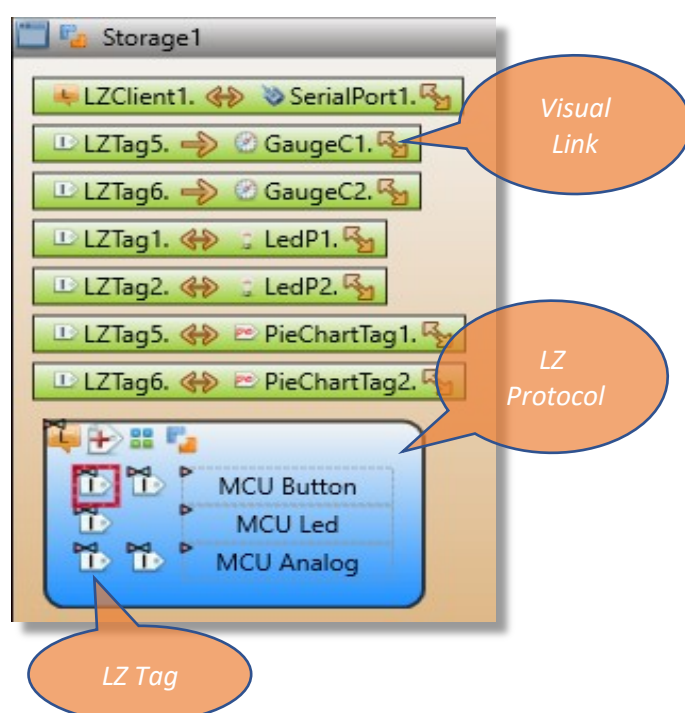 Storage1
LZClient1. SerialPort1.
LZTag5. GaugeC1.
LZTag6. GaugeC2.
LZTag1. LedP1.
LZTag2. LedP2.
LZTag5. PieChartTag1.
LZTag6. PieChartTag2.
Visual
Link
LZ
Protocol
MCU Button
MCU Led
MCU Analog
LZ Tag